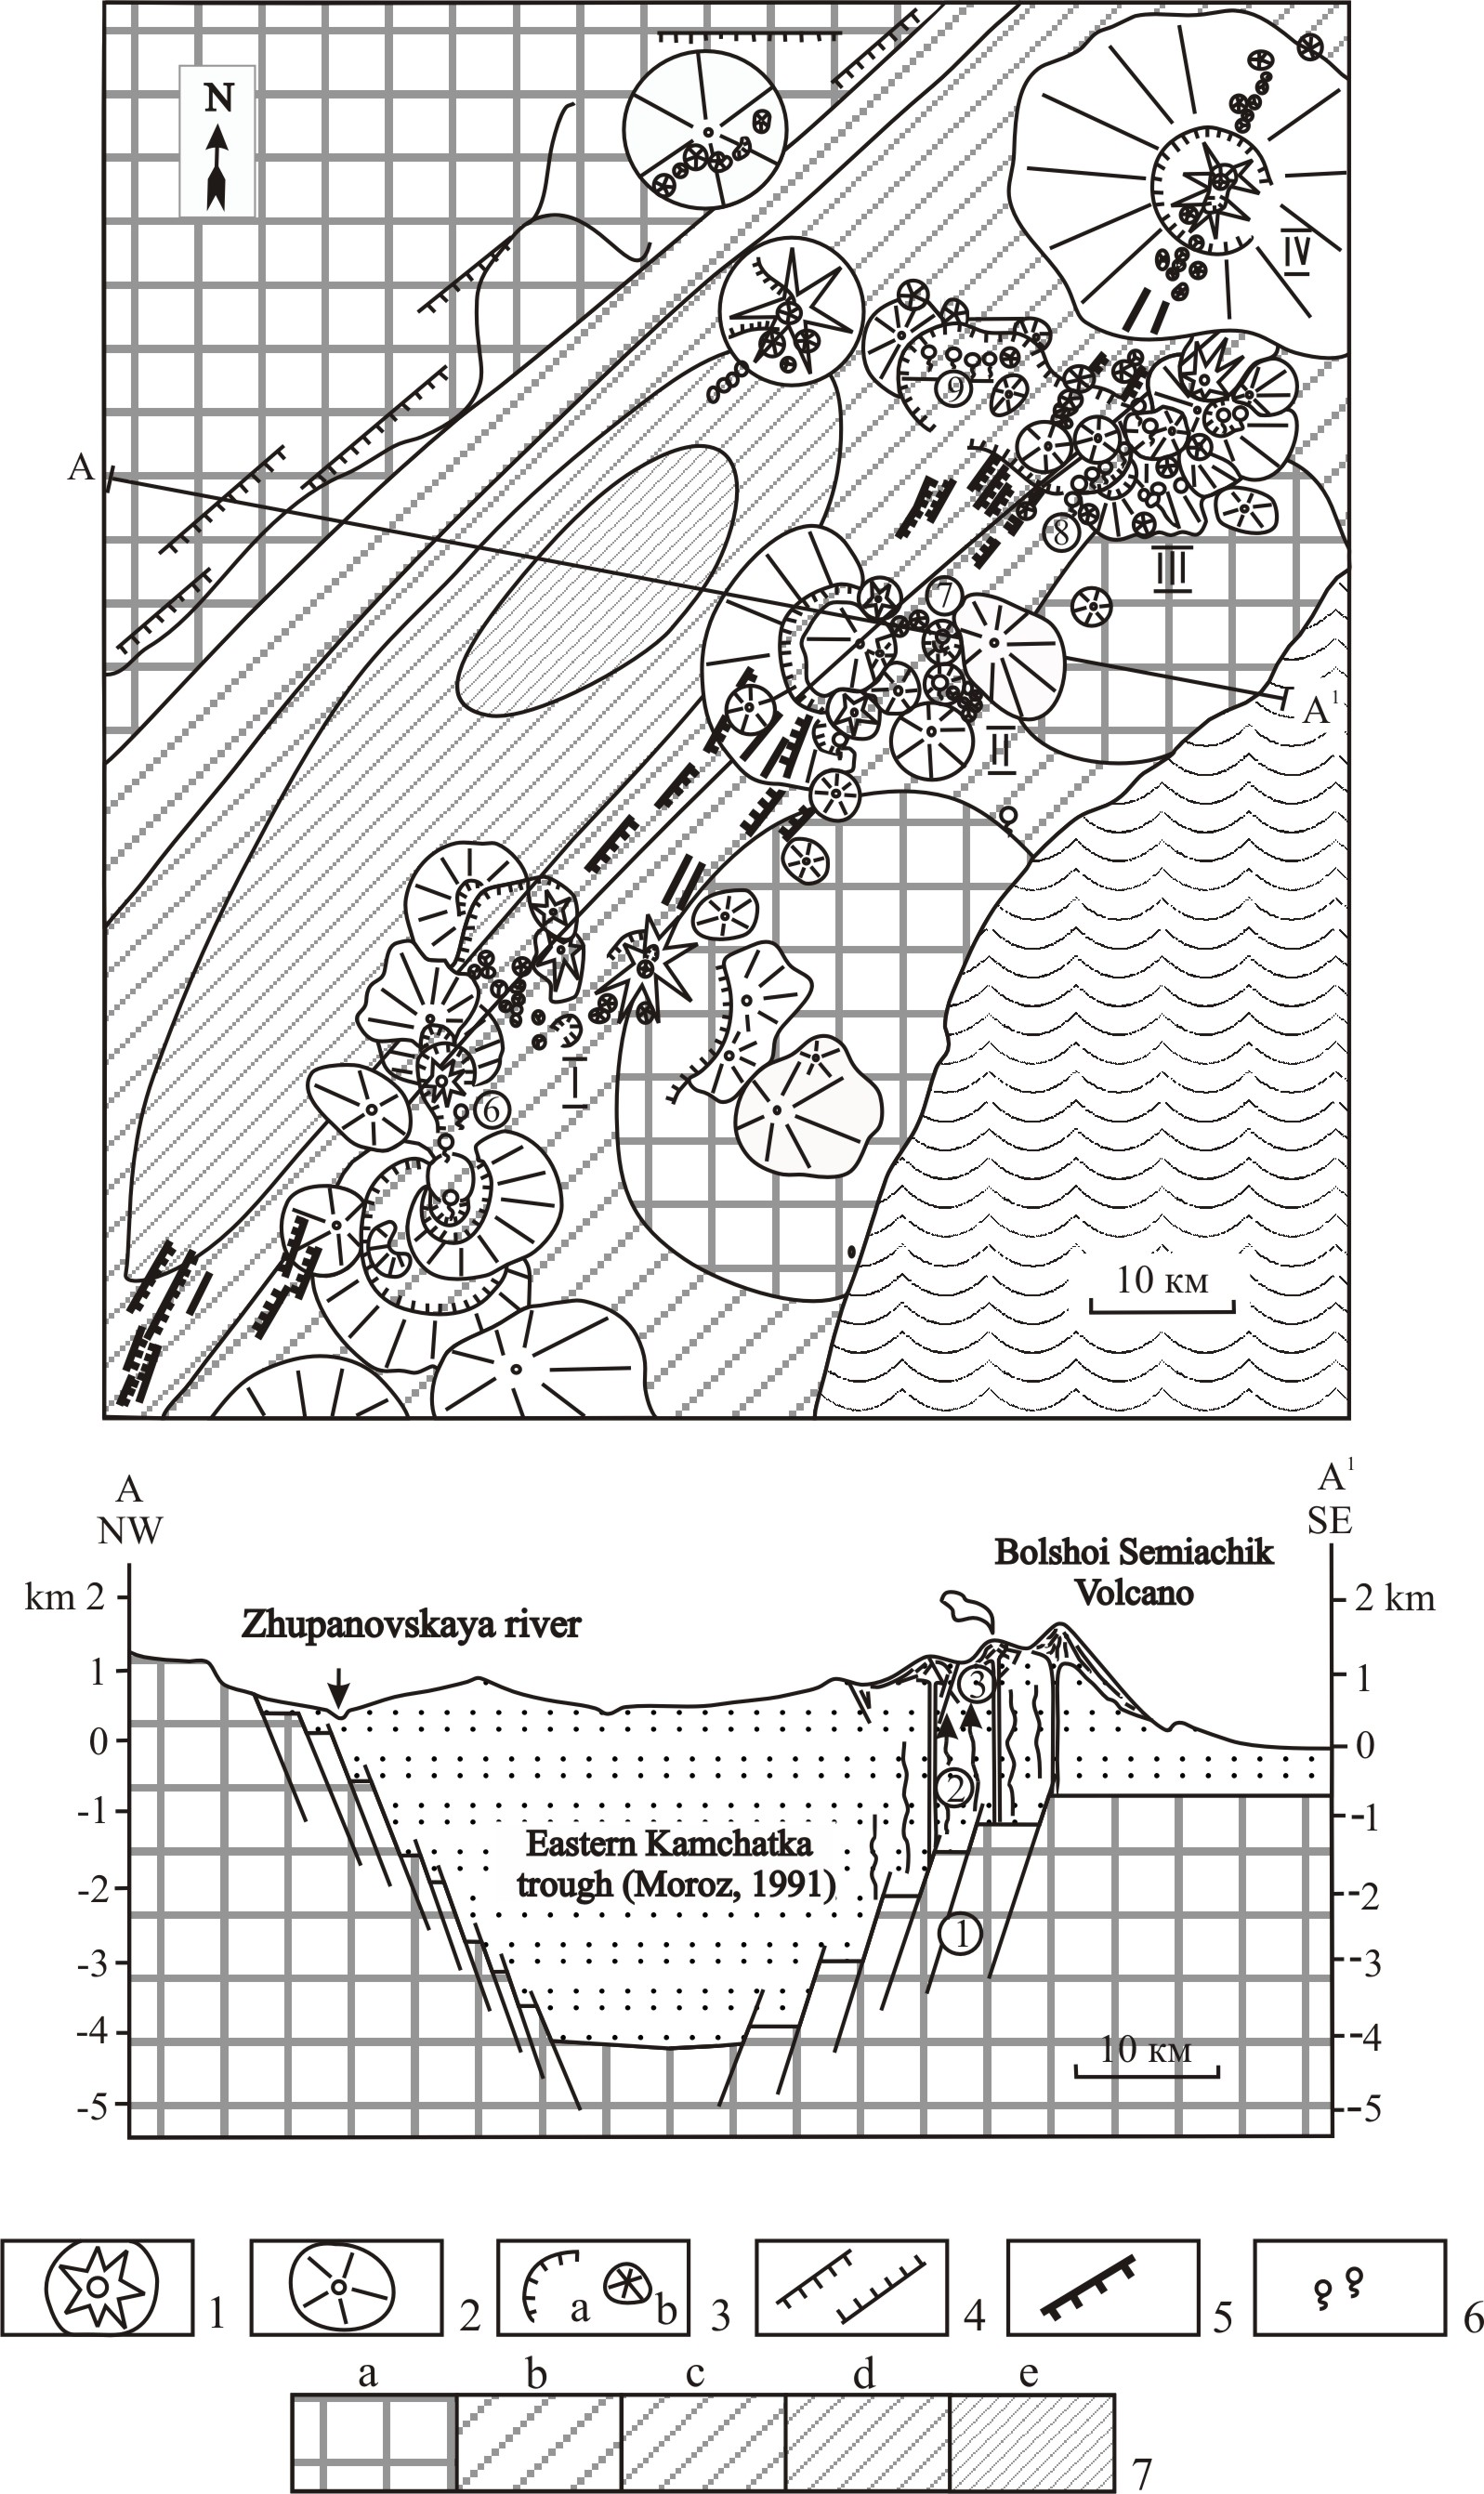 N
IV
9
A
8
III
7
A¹
II
6
I
10 км
A
NW
A¹
SE
Bolshoi Semiachik
Volcano
km 2
2 km
Zhupanovskaya river
1
1
3
0
0
2
-1
-1
Eastern Kamchatka
trough (Moroz, 1991)
-2
-2
1
-3
-3
-4
-4
10 км
-5
-5
1
2
a
b
3
4
5
6
a
b
c
d
e
7